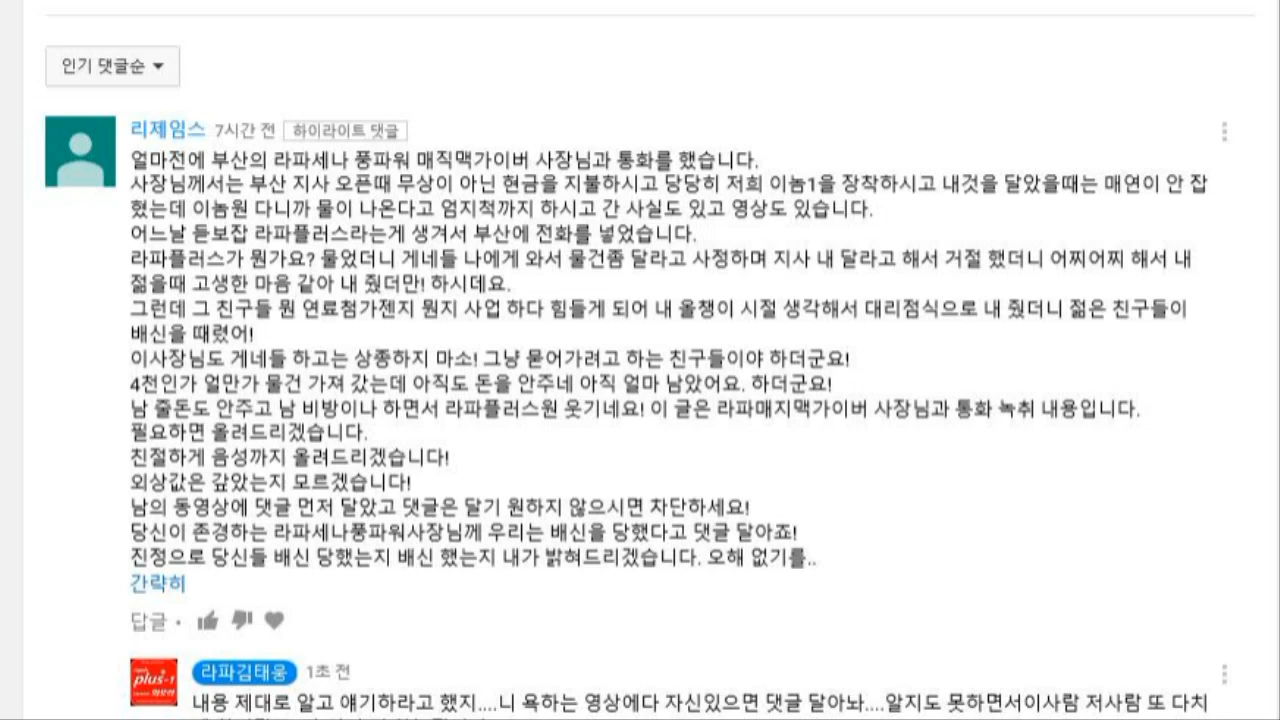 인기 댓글순
리제임스 7시간 전 하이라이트 댓글
얼마전에 부산의 라파세나 풍파워 매직맥가이버 사장님과 통화를 했습니다.
사장님께서는 부산 지사 오픈때 무상이 아닌 현금을 지불하시고 당당히 저희 이놈1을 장착하시고 내것을 달았을때는 매연이 안 잡
혔는데 이놈원 다니까 물이 나온다고 엄지척까지 하시고 간 사실도 있고 영상도 있습니다.
어느날 듣보잡 라파플러스라는게 생겨서 부산에 전화를 넣었습니다.
라파플러스가 뭔가요? 물었더니 게네들 나에게 와서 물건좀 달라고 사정하며 지사 내 달라고 해서 거절 했더니 어찌어찌 해서 내
젊을때 고생한 마음 같아 내 줬더만! 하시데요.
그런데 그 친구들 뭔 연료첨가젠지 뭔지 사업 하다 힘들게 되어 내 올챙이 시절 생각해서 대리점식으로 내 줬더니 젊은 친구들이
배신을 때렸어!
이사장님도 게네들 하고는 상종하지 마소! 그냥 묻어가려고 하는 친구들이야 하더군요!
4천인가 얼만가 물건 가져 갔는데 아직도 돈을 안주네 아직 얼마 남았어요. 하더군요!
남 줄돈도 안주고 남 비방이나 하면서 라파플러스원 웃기네요! 이 글은 라파매지맥가이버 사장님과 통화 녹취 내용입니다.
필요하면 올려드리겠습니다.
친절하게 음성까지 올려드리겠습니다!
외상값은 갚았는지 모르겠습니다!
남의 동영상에 댓글 먼저 달았고 댓글은 달기 원하지 않으시면 차단하세요!
당신이 존경하는 라파세나풍파워사장님께 우리는 배신을 당했다고 댓글 달아죠!
진정으로 당신들 배신 당했는지 배신 했는지 내가 밝혀드리겠습니다. 오해 없기를..
간략히
답글
plus-1
라파김태웅 1초 전
내용 제대로 알고 얘기하라고 했지....니 욕하는 영상에다 자신있으면 댓글 달아놔....알지도 못하면서이사람 저사람 또 다치